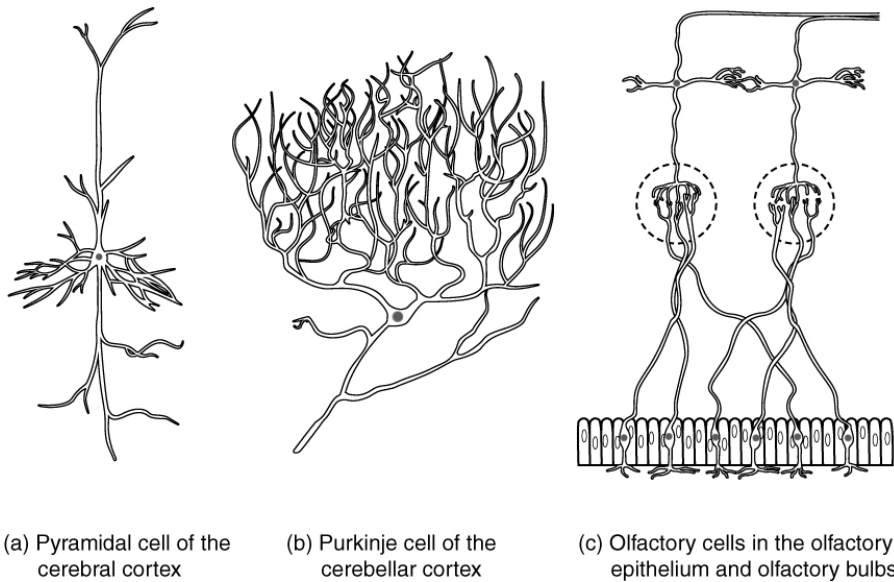 (a) Pyramidal cell of the
cerebral cortex
(b) Purkinje cell of the
cerebellar cortex
(c) Olfactory cells in the olfactory
epithelium and olfactory bulbs